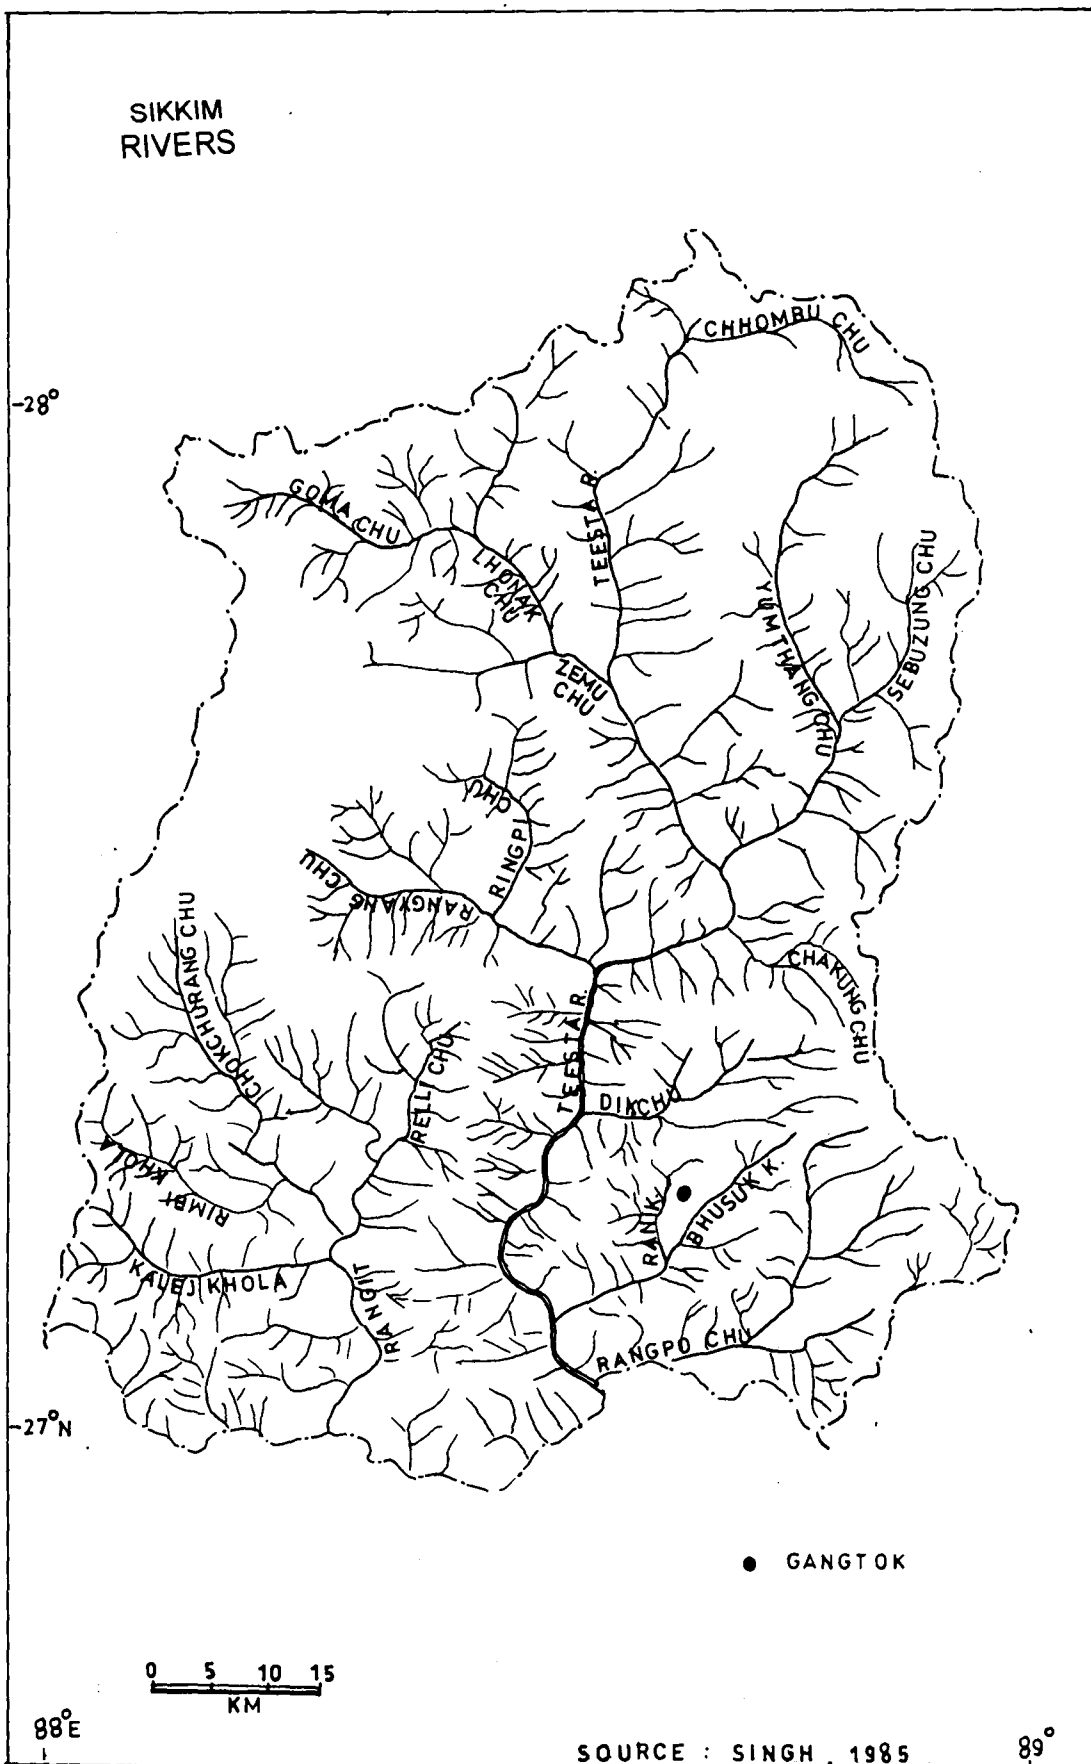 SIKKIM
RIVERS
CHHOMBU CHU
28°
TEESTA R.
GOMA CHU
LHONAK
CHU
YUMTHANG CHU
SEBUZUNG CHU
ZEMU
CHU
RINGPI CHU
RANGYANG CHU
CHOKCHURANG CHU
CHAKUNG CHU
TEESTA R.
RELLI CHU
DIKCHU
RIMBI KHOLA
RANI K.
BHUSUK K.
KALEJ KHOLA
RANGIT
RANGPO CHU
27°N
GANGTOK
0 5 10 15
KM
88°E
89°
SOURCE : SINGH , 1985